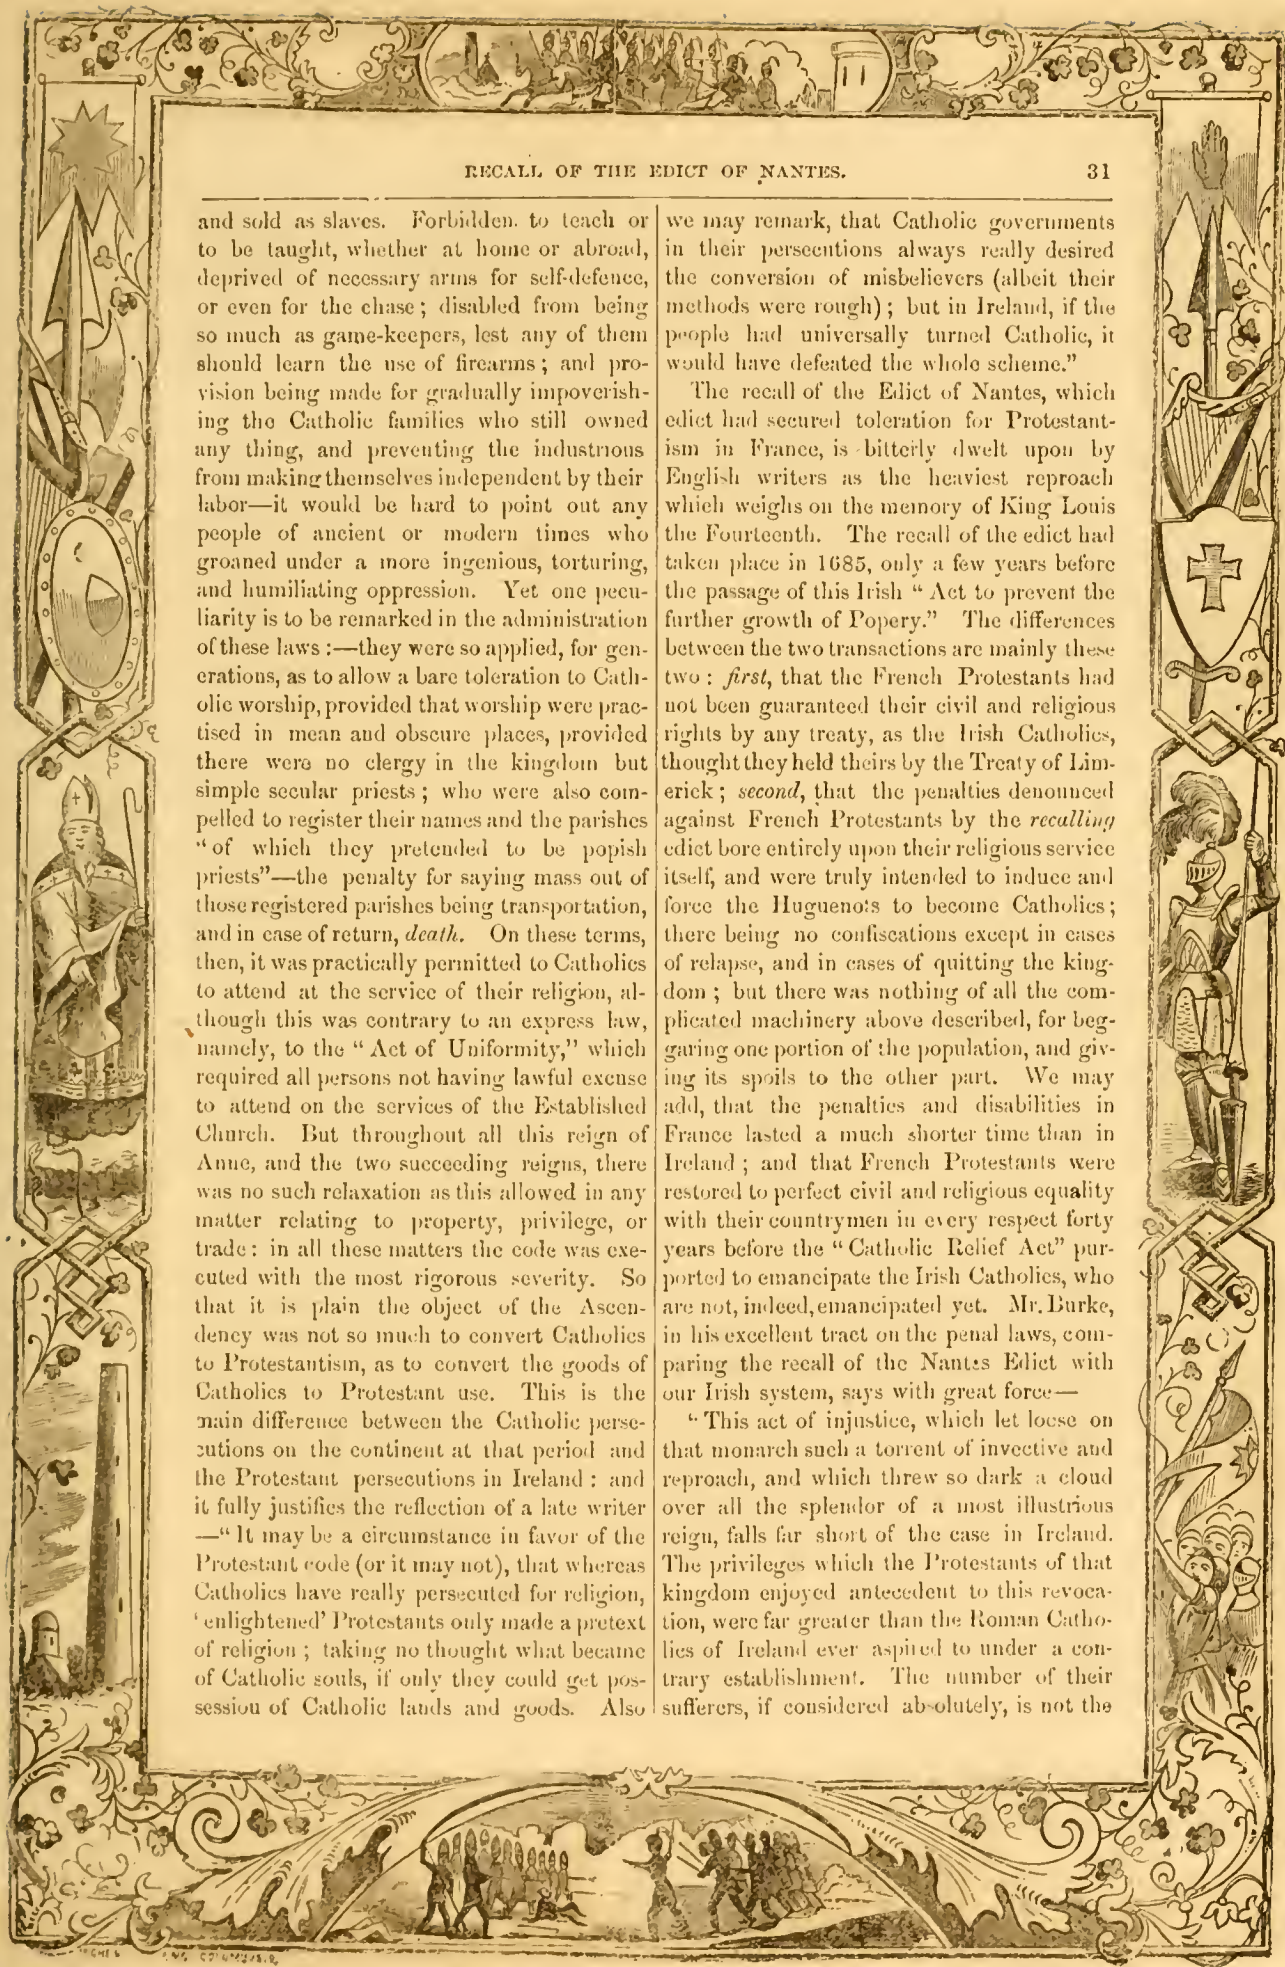 RECALL OF THE EDICT OF NANTES. 31
and sold as slaves. Forbidden. to teach or
to be taught, whether at home or abroad,
deprived of necessary arms for self-defence,
or even for the chase; disabled from being
so much as game-keepers, lest any of them
should learn the use of firearms; and pro-
vision being made for gradually impoverish-
ing the Catholic families who still owned
any thing, and preventing the industrious
from making themselves independent by their
labor—it would be hard to point out any
people of ancient or modern times who
groaned under a more ingenious, torturing,
and humiliating oppression. Yet one pecu-
liarity is to be remarked in the administration
of these laws:—they were so applied, for gen-
erations, as to allow a bare toleration to Cath-
olic worship, provided that worship were prac-
tised in mean and obscure places, provided
there were no clergy in the kingdom but
simple secular priests; who were also com-
pelled to register their names and the parishes
"of which they pretended to be popish
priests"—the penalty for saying mass out of
those registered parishes being transportation,
and in case of return, death. On these terms,
then, it was practically permitted to Catholics
to attend at the service of their religion, al-
though this was contrary to an express law,
namely, to the "Act of Uniformity," which
required all persons not having lawful excuse
to attend on the services of the Established
Church. But throughout all this reign of
Anne, and the two succeeding reigns, there
was no such relaxation as this allowed in any
matter relating to property, privilege, or
trade: in all these matters the code was exe-
cuted with the most rigorous severity. So
that it is plain the object of the Ascen-
dency was not so much to convert Catholics
to Protestantism, as to convert the goods of
Catholics to Protestant use. This is the
main difference between the Catholic perse-
cutions on the continent at that period and
the Protestant persecutions in Ireland: and
it fully justifies the reflection of a late writer
—"It may be a circumstance in favor of the
Protestant code (or it may not), that whereas
Catholics have really persecuted for religion,
'enlightened' Protestants only made a pretext
of religion; taking no thought what became
of Catholic souls, if only they could get pos-
session of Catholic lands and goods. Also
we may remark, that Catholic governments
in their persecutions always really desired
the conversion of misbelievers (albeit their
methods were rough); but in Ireland, if the
people had universally turned Catholic, it
would have defeated the whole scheme."
The recall of the Edict of Nantes, which
edict had secured toleration for Protestant-
ism in France, is bitterly dwelt upon by
English writers as the heaviest reproach
which weighs on the memory of King Louis
the Fourteenth. The recall of the edict had
taken place in 1685, only a few years before
the passage of this Irish "Act to prevent the
further growth of Popery." The differences
between the two transactions are mainly these
two: first, that the French Protestants had
not been guaranteed their civil and religious
rights by any treaty, as the Irish Catholics,
thought they held theirs by the Treaty of Lim-
erick; second, that the penalties denounced
against French Protestants by the recalling
edict bore entirely upon their religious service
itself, and were truly intended to induce and
force the Huguenots to become Catholics;
there being no confiscations except in cases
of relapse, and in cases of quitting the king-
dom; but there was nothing of all the com-
plicated machinery above described, for beg-
garing one portion of the population, and giv-
ing its spoils to the other part. We may
add, that the penalties and disabilities in
France lasted a much shorter time than in
Ireland; and that French Protestants were
restored to perfect civil and religious equality
with their countrymen in every respect forty
years before the "Catholic Relief Act" pur-
ported to emancipate the Irish Catholics, who
are not, indeed, emancipated yet. Mr. Burke,
in his excellent tract on the penal laws, com-
paring the recall of the Nantes Edict with
our Irish system, says with great force—
"This act of injustice, which let loose on
that monarch such a torrent of invective and
reproach, and which threw so dark a cloud
over all the splendor of a most illustrious
reign, falls far short of the case in Ireland.
The privileges which the Protestants of that
kingdom enjoyed antecedent to this revoca-
tion, were far greater than the Roman Catho-
lics of Ireland ever aspired to under a con-
trary establishment. The number of their
sufferers, if considered absolutely, is not the